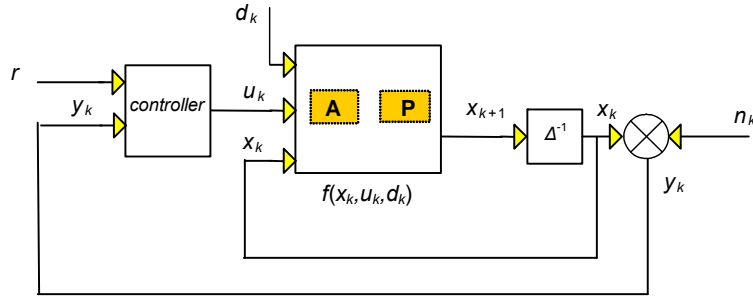 d_k
r
y_k
controller
u_k
x_k
A
P
f(x_k,u_k,d_k)
x_{k+1}
Δ^{-1}
x_k
n_k
y_k